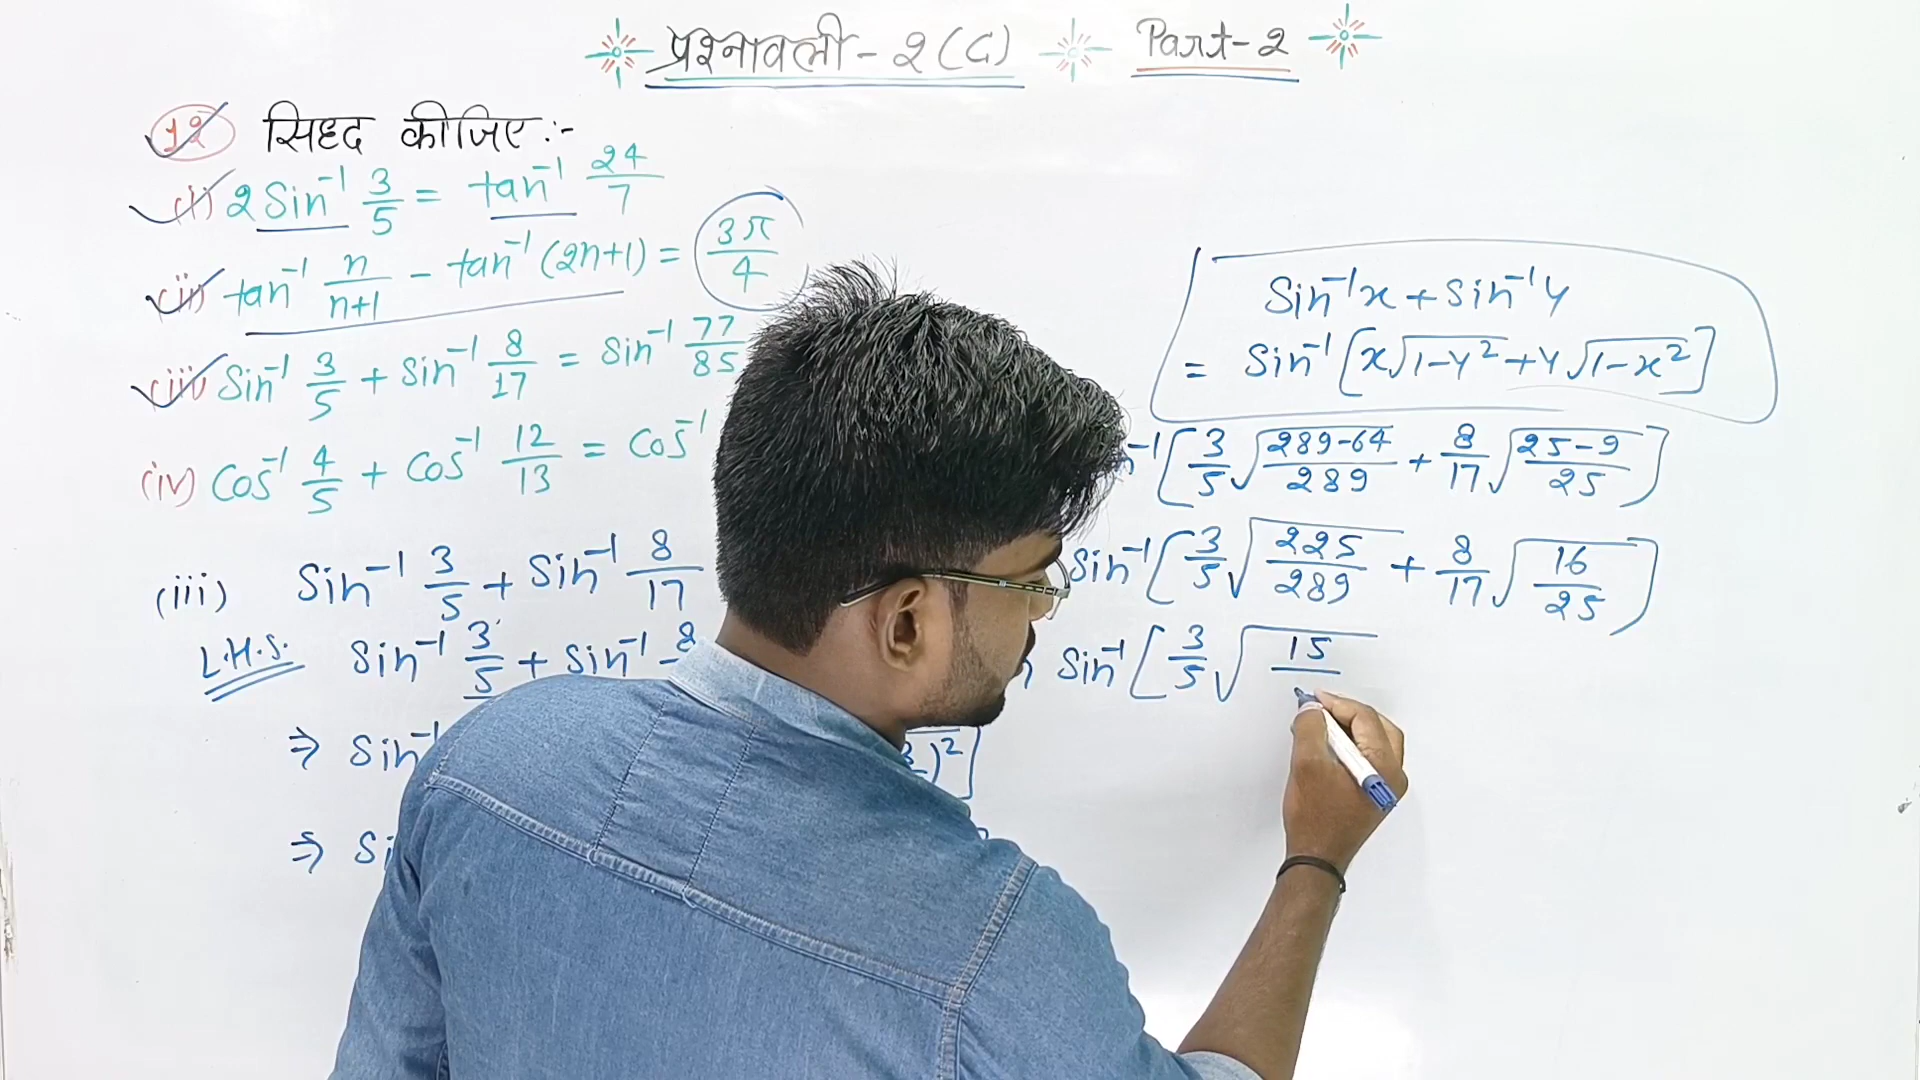 प्रश्नावली - 2 (C) Part-2
12 सिध्द कीजिए :-
(i) 2 Sin⁻¹ 3/5 = tan⁻¹ 24/7
(ii) tan⁻¹ n/(n+1) - tan⁻¹ (2n+1) = 3π/4
(iii) Sin⁻¹ 3/5 + Sin⁻¹ 8/17 = Sin⁻¹ 77/85
(iv) Cos⁻¹ 4/5 + Cos⁻¹ 12/13 = Cos⁻¹
(iii) Sin⁻¹ 3/5 + Sin⁻¹ 8/17
L.H.S. Sin⁻¹ 3/5 + Sin⁻¹
⇒ Sin⁻¹ )²]
⇒
Sin⁻¹x + Sin⁻¹y
= Sin⁻¹ [x√(1-y²) + y√(1-x²)]
[3/5 √((289-64)/289) + 8/17 √((25-9)/25)]
Sin⁻¹ [3/5 √(225/289) + 8/17 √(16/25)]
Sin⁻¹ [3/5 √15